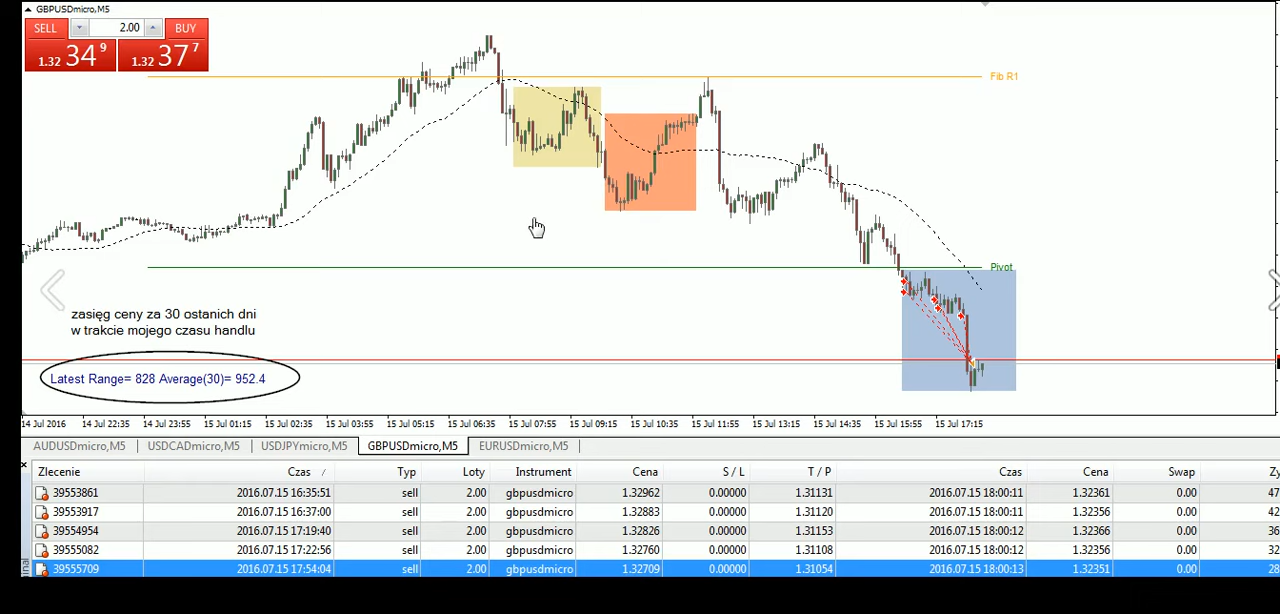 GBPUSDmicro,M5
SELL 2.00 BUY
1.32 34 9 1.32 37 7
Fib R1
Pivot
zasięg ceny za 30 ostanich dni
w trakcie mojego czasu handlu
Latest Range= 828 Average(30)= 952.4
14 Jul 2016 14 Jul 22:35 14 Jul 23:55 15 Jul 01:15 15 Jul 02:35 15 Jul 03:55 15 Jul 05:15 15 Jul 06:35 15 Jul 07:55 15 Jul 09:15 15 Jul 10:35 15 Jul 11:55 15 Jul 13:15 15 Jul 14:35 15 Jul 15:55 15 Jul 17:15
AUDUSDmicro,M5 USDCADmicro,M5 USDJPYmicro,M5 GBPUSDmicro,M5 EURUSDmicro,M5
Zlecenie Czas / Typ Loty Instrument Cena S / L T / P Czas Cena Swap Zy
39553861 2016.07.15 16:35:51 sell 2.00 gbpusdmicro 1.32962 0.00000 1.31131 2016.07.15 18:00:11 1.32361 0.00 47
39553917 2016.07.15 16:37:00 sell 2.00 gbpusdmicro 1.32883 0.00000 1.31120 2016.07.15 18:00:11 1.32356 0.00 42
39554954 2016.07.15 17:19:40 sell 2.00 gbpusdmicro 1.32826 0.00000 1.31153 2016.07.15 18:00:12 1.32366 0.00 36
39555082 2016.07.15 17:22:56 sell 2.00 gbpusdmicro 1.32760 0.00000 1.31108 2016.07.15 18:00:12 1.32356 0.00 32
39555709 2016.07.15 17:54:04 sell 2.00 gbpusdmicro 1.32709 0.00000 1.31054 2016.07.15 18:00:13 1.32351 0.00 28